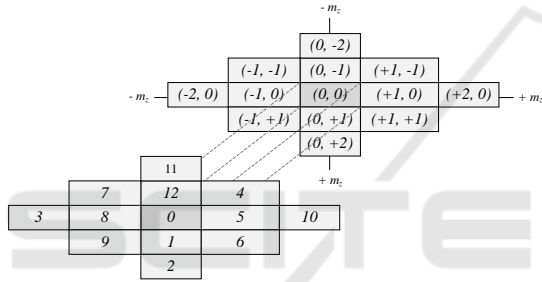 - m_z
(0, -2)
(-1, -1) (0, -1) (+1, -1)
- m_z (-2, 0) (-1, 0) (0, 0) (+1, 0) (+2, 0) + m_z
(-1, +1) (0, +1) (+1, +1)
(0, +2)
+ m_z
11
7 12 4
3 8 0 5 10
9 1 6
2
SCITE